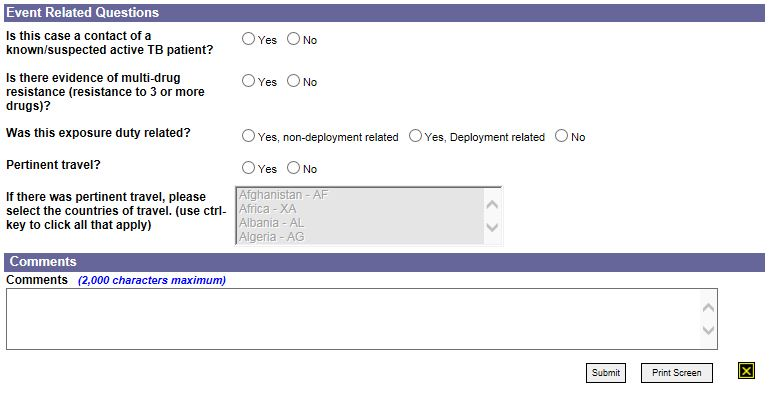 Event Related Questions
Is this case a contact of a
known/suspected active TB patient?
Yes No
Is there evidence of multi-drug
resistance (resistance to 3 or more
drugs)?
Yes No
Was this exposure duty related?
Yes, non-deployment related Yes, Deployment related No
Pertinent travel?
Yes No
If there was pertinent travel, please
select the countries of travel. (use ctrl-
key to click all that apply)
Afghanistan - AF
Africa - XA
Albania - AL
Algeria - AG
Comments
Comments (2,000 characters maximum)
Submit Print Screen